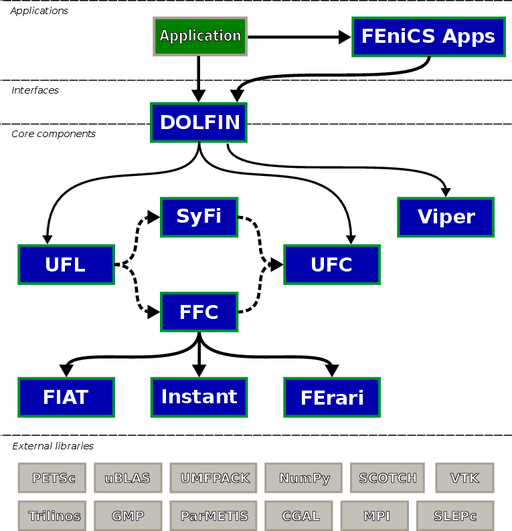 Applications
Application
FEniCS Apps
Interfaces
DOLFIN
Core components
SyFi
Viper
UFL
UFC
FFC
FIAT
Instant
FErari
External libraries
PETSc
uBLAS
UMFPACK
NumPy
SCOTCH
VTK
Trilinos
GMP
ParMETIS
CGAL
MPI
SLEPc